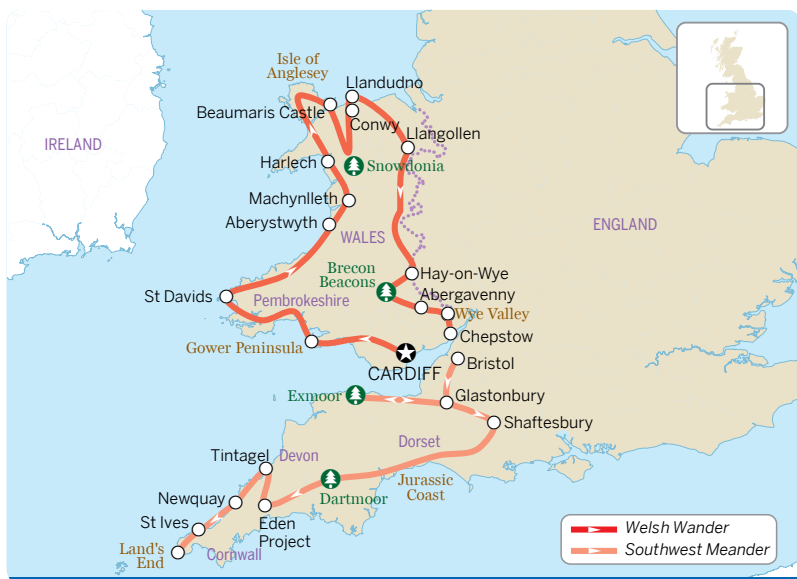 Isle of
Anglesey
Llandudno
Beaumaris Castle
Conwy
Llangollen
IRELAND
Harlech
Snowdonia
Machynlleth
Aberystwyth
WALES
ENGLAND
Brecon
Beacons
Hay-on-Wye
St Davids
Pembrokeshire
Abergavenny
Wye Valley
Gower Peninsula
Chepstow
CARDIFF
Bristol
Exmoor
Glastonbury
Shaftesbury
Tintagel
Devon
Dorset
Jurassic
Coast
Dartmoor
Newquay
St Ives
Eden
Project
Land's
End
Cornwall
Welsh Wander
Southwest Meander